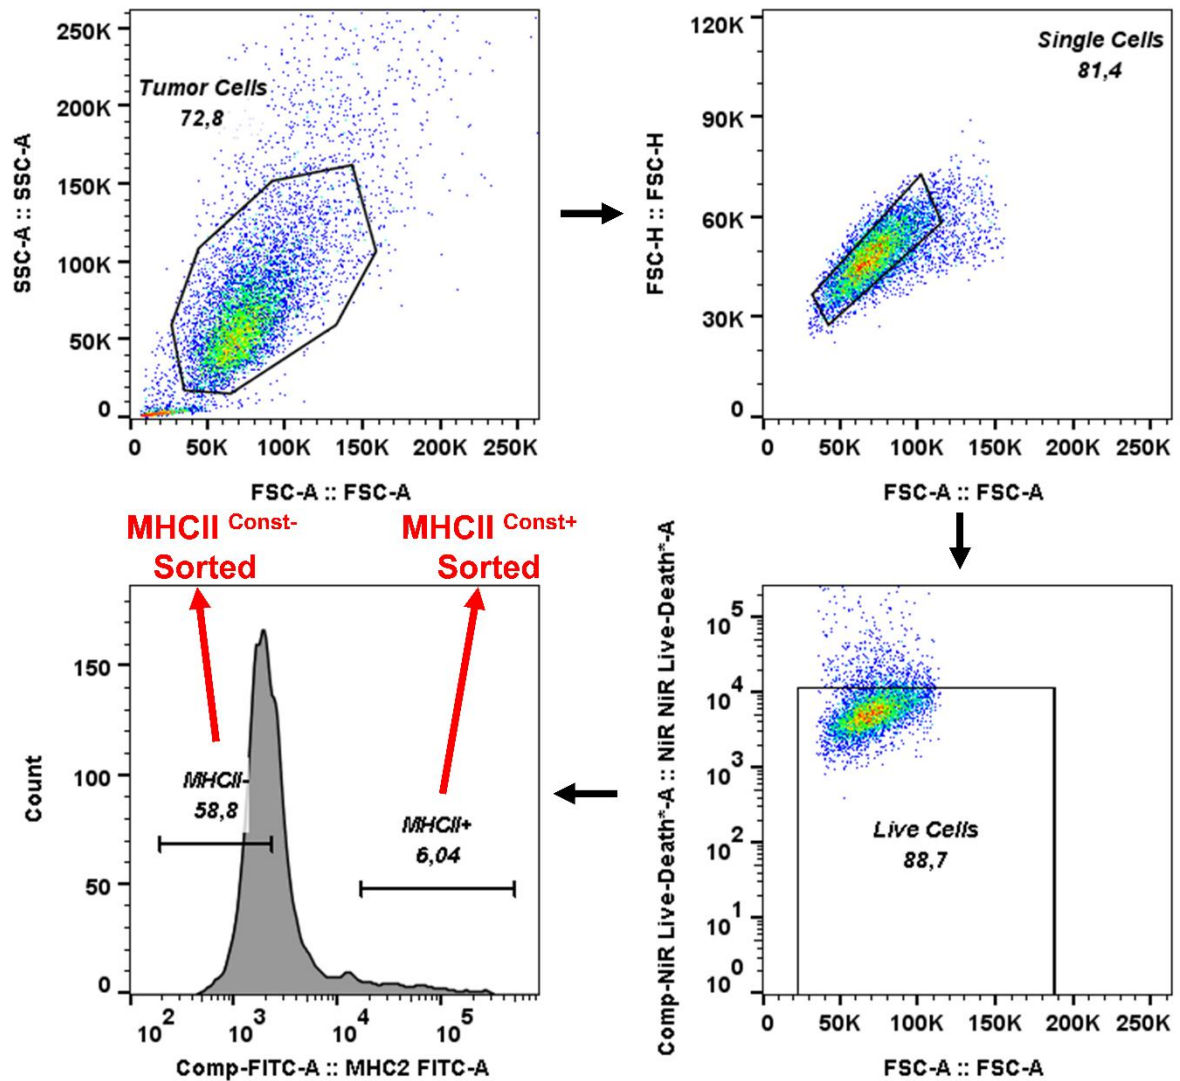 250K
200K
150K
100K
50K
0
SSC-A :: SSC-A
Tumor Cells
72,8
0 50K 100K 150K 200K 250K
FSC-A :: FSC-A
120K
90K
60K
30K
0
FSC-H :: FSC-H
Single Cells
81,4
0 50K 100K 150K 200K 250K
FSC-A :: FSC-A
MHCII Const- MHCII Const+
Sorted Sorted
150
100
50
0
Count
MHCII-
58,8
MHCII+
6,04
10^2 10^3 10^4 10^5
Comp-FITC-A :: MHC2 FITC-A
10^5
10^4
10^3
10^2
10^1
10^0
Comp-NiR Live-Death*-A :: NiR NiR Live-Death*-A
Live Cells
88,7
0 50K 100K 150K 200K 250K
FSC-A :: FSC-A